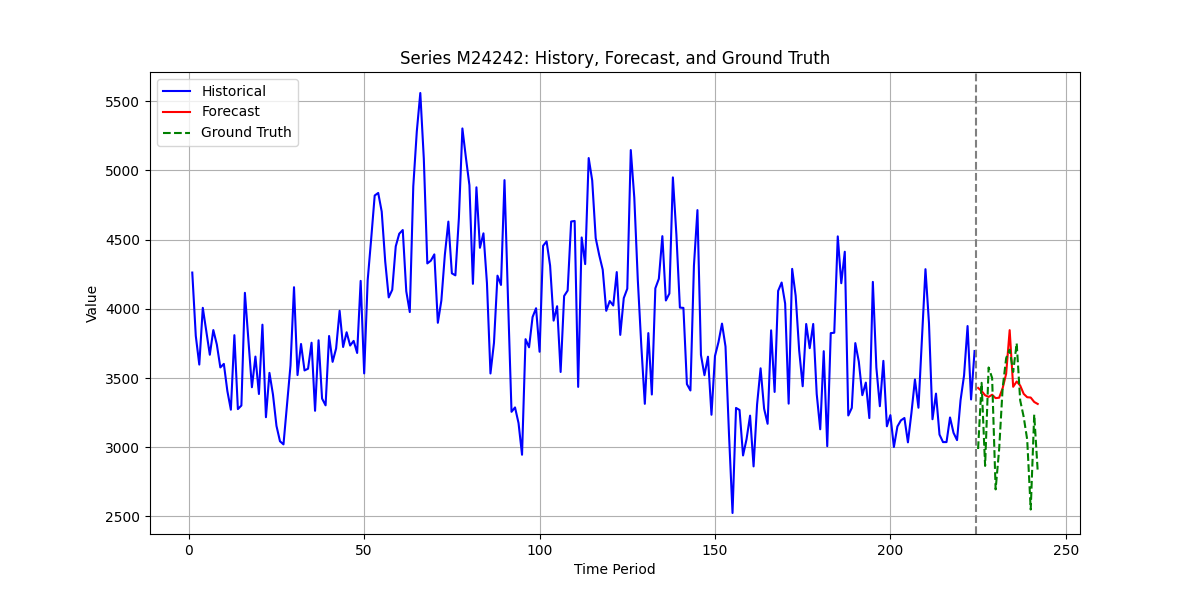 Series M24242: History, Forecast, and Ground Truth
Historical
Forecast
Ground Truth
5500
5000
4500
4000
3500
3000
2500
Value
0
50
100
150
200
250
Time Period